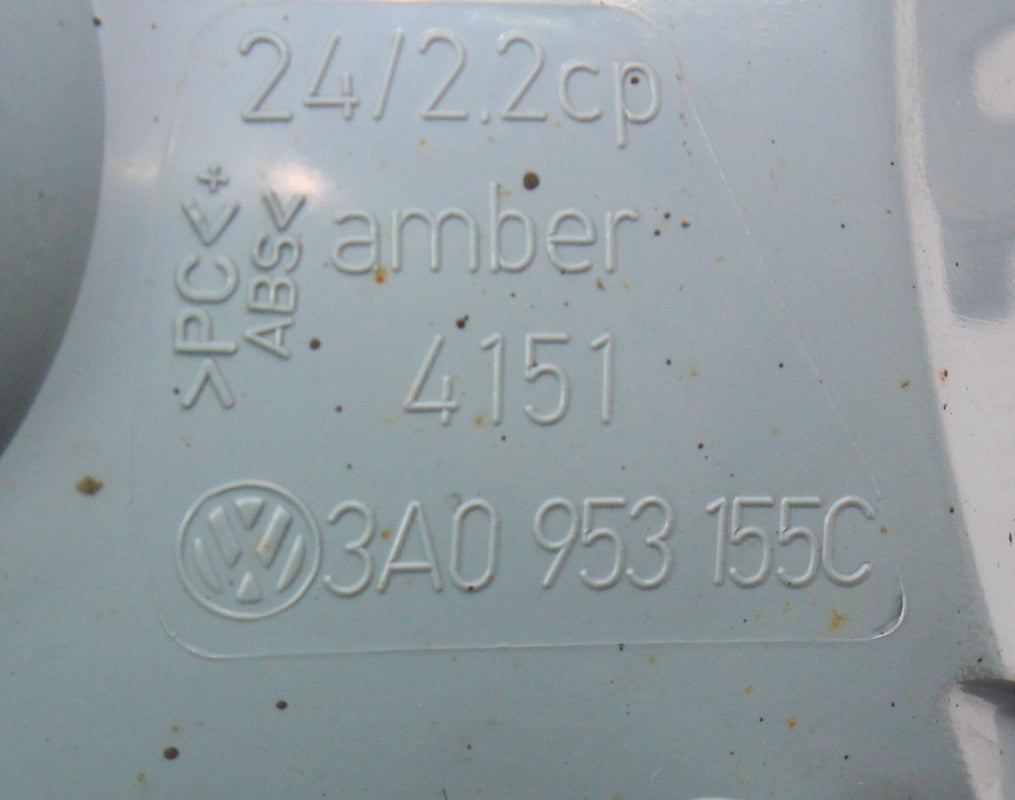 24/2.2cp
amber
4151
3A0 953 155C
>PC<+
ABS<